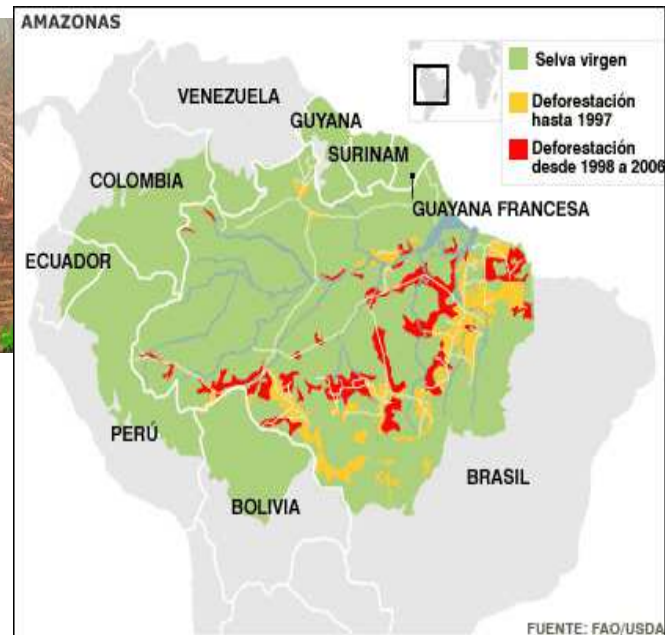 AMAZONAS
Selva virgen
Deforestación
hasta 1997
Deforestación
desde 1998 a 2006
VENEZUELA
GUYANA
SURINAM
COLOMBIA
GUAYANA FRANCESA
ECUADOR
PERÚ
BRASIL
BOLIVIA
FUENTE: FAO/USDA